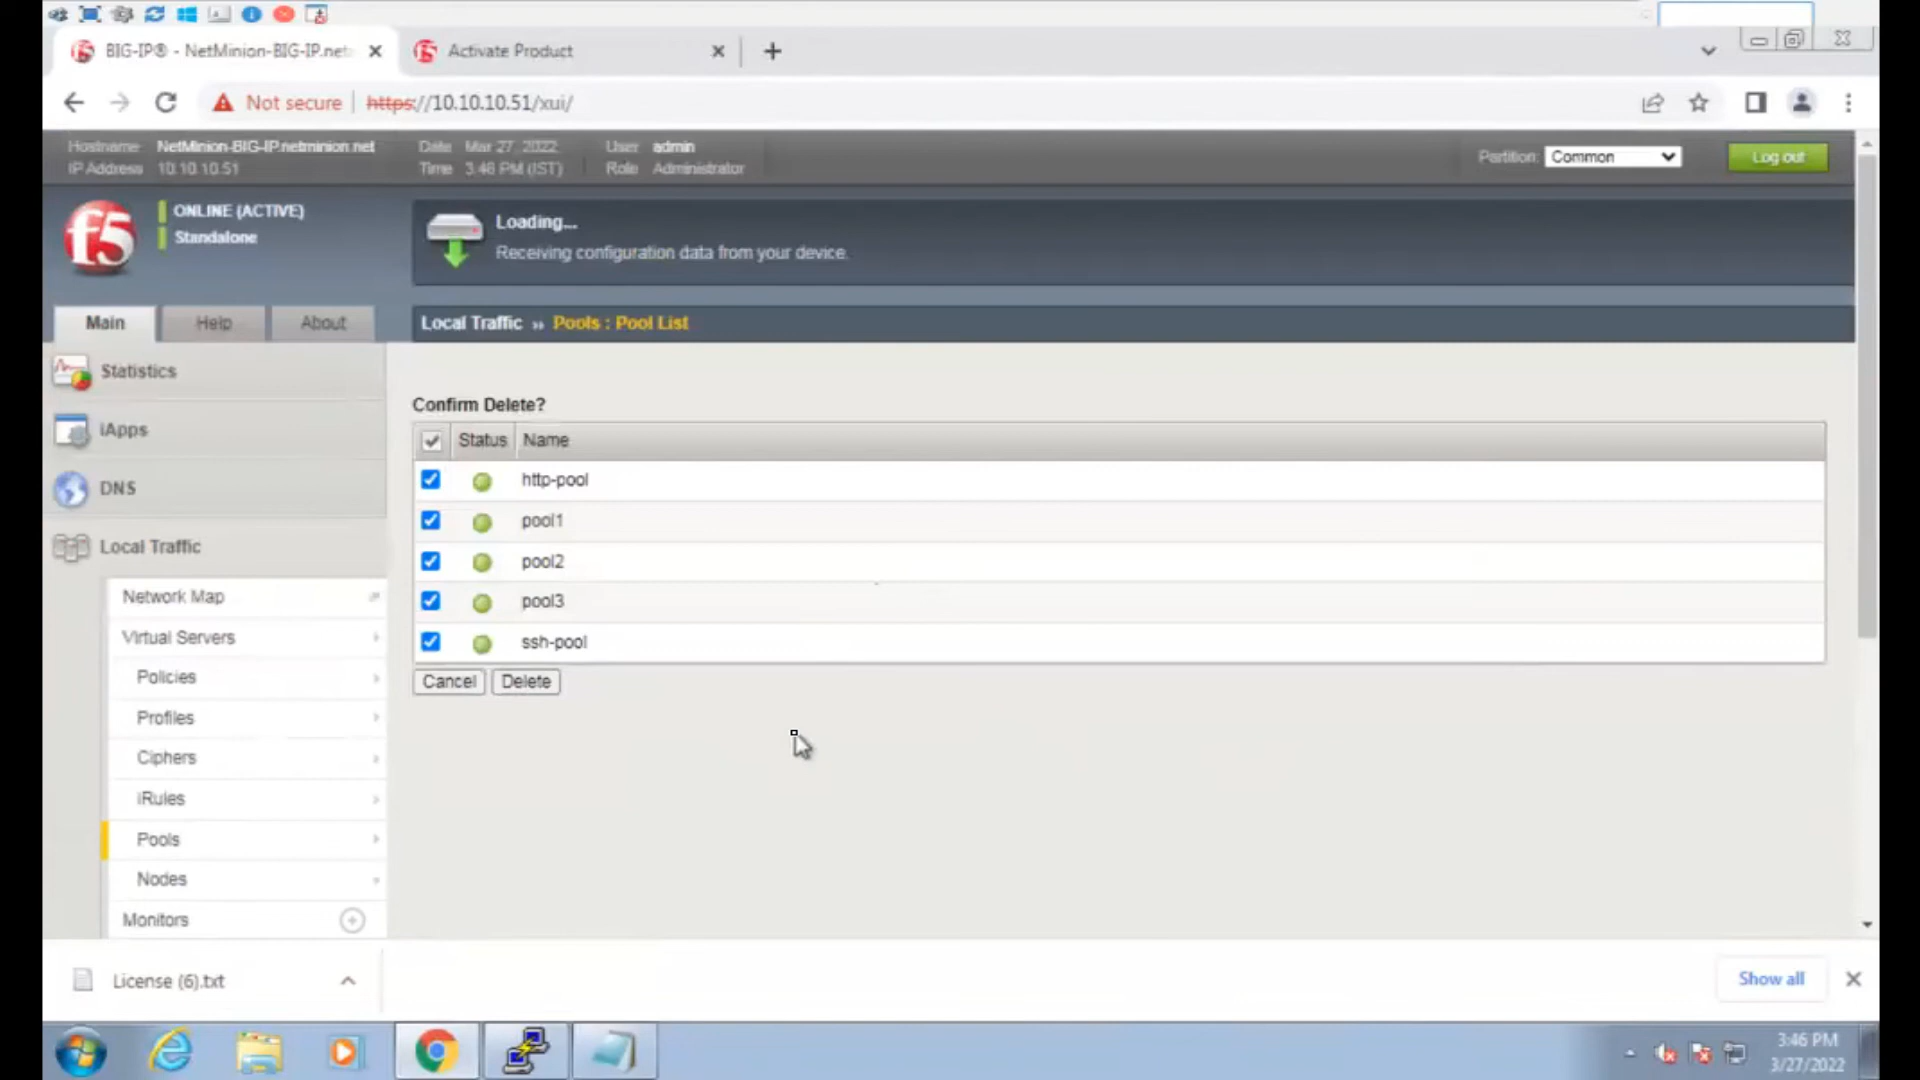 BIG-IP® - NetMinion-BIG-IP.net
Activate Product
Not secure
https://10.10.10.51/xui/
Hostname NetMinion-BIG-IP.netminion.net
IP Address 10.10.10.51
Date Mar 27, 2022
Time 3:46 PM (IST)
User admin
Role Administrator
Partition: Common
Log out
f5
ONLINE (ACTIVE)
Standalone
Loading...
Receiving configuration data from your device.
Main
Help
About
Local Traffic » Pools : Pool List
Statistics
iApps
DNS
Local Traffic
Network Map
Virtual Servers
Policies
Profiles
Ciphers
iRules
Pools
Nodes
Monitors
Confirm Delete?
Status Name
http-pool
pool1
pool2
pool3
ssh-pool
Cancel Delete
License (6).txt
Show all
3:46 PM
3/27/2022